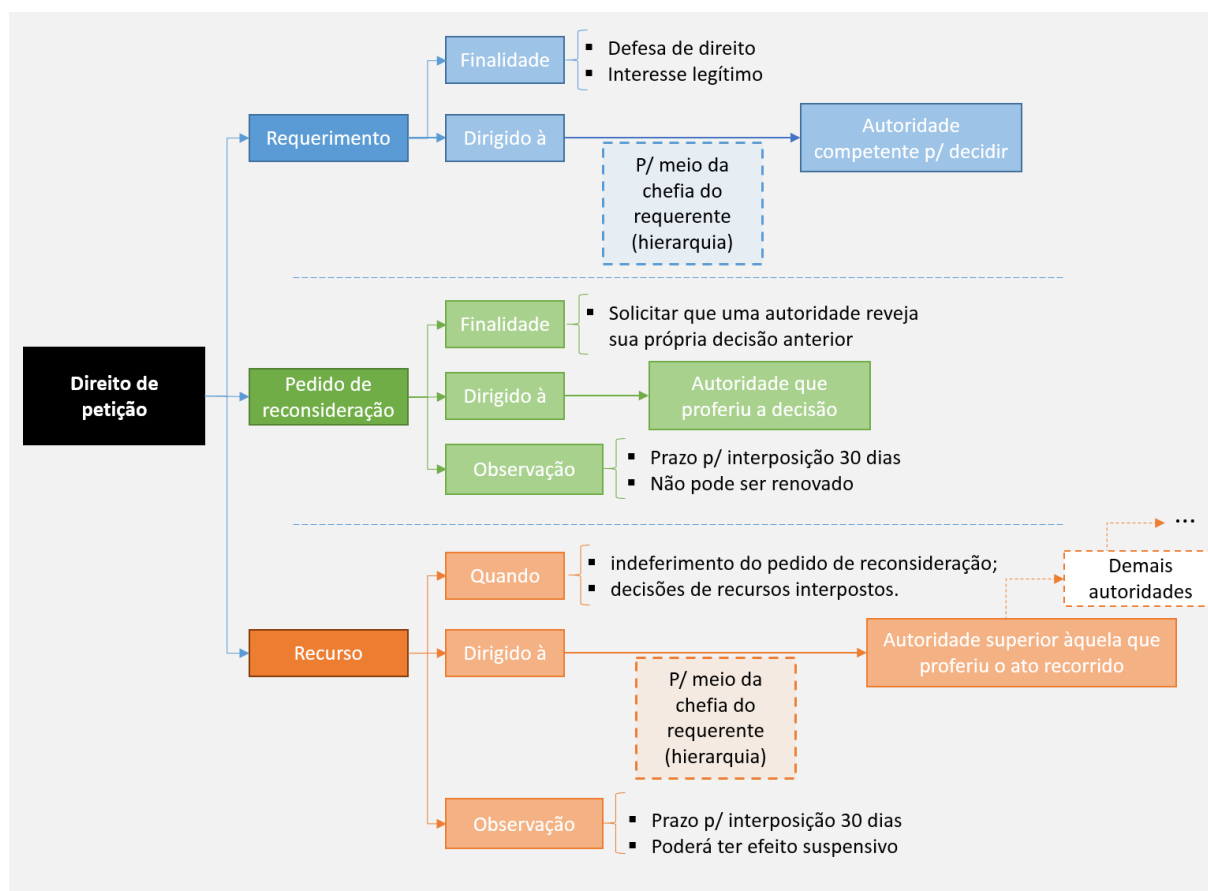 Direito de
petição
Requerimento
Finalidade
▪ Defesa de direito
▪ Interesse legítimo
Dirigido à
P/ meio da
chefia do
requerente
(hierarquia)
Autoridade
competente p/ decidir
Pedido de
reconsideração
Finalidade
▪ Solicitar que uma autoridade reveja
sua própria decisão anterior
Dirigido à
Autoridade que
proferiu a decisão
Observação
▪ Prazo p/ interposição 30 dias
▪ Não pode ser renovado
Recurso
Quando
▪ indeferimento do pedido de reconsideração;
▪ decisões de recursos interpostos.
Dirigido à
P/ meio da
chefia do
requerente
(hierarquia)
Autoridade superior àquela que
proferiu o ato recorrido
Demais
autoridades
...
Observação
▪ Prazo p/ interposição 30 dias
▪ Poderá ter efeito suspensivo